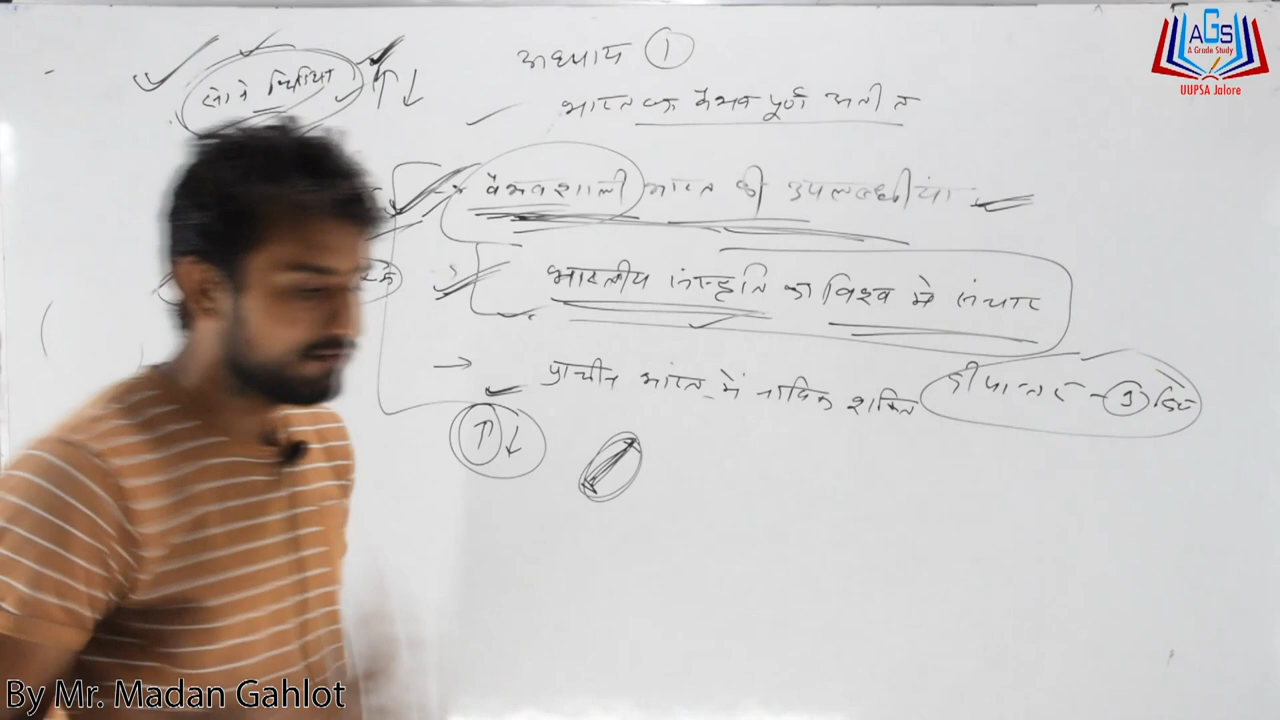 अध्याय 1
सोने चिड़िया ↑↓
भारत का वैभवपूर्ण अतीत
वैभवशाली भारत की उपलब्धीयां
भारतीय संस्कृति का विश्व में संचार
→ प्राचीन भारत में नाविक शक्ति
↑↓
AGS
A Grade Study
UUPSA Jalore
By Mr. Madan Gahlot